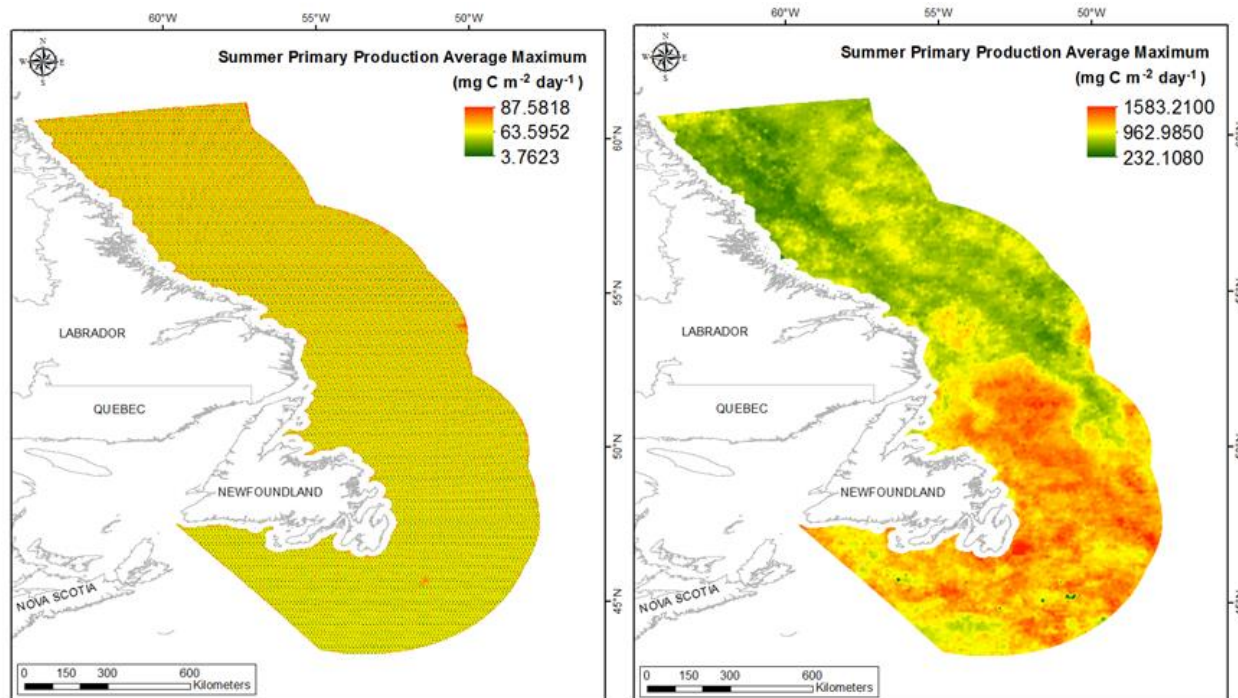 60°W 55°W 50°W
N
W E
S
Summer Primary Production Average Maximum
(mg C m⁻² day⁻¹)
87.5818
63.5952
3.7623
60°N
55°N
50°N
45°N
LABRADOR
QUEBEC
NEWFOUNDLAND
NOVA SCOTIA
0 150 300 600
Kilometers
60°W 55°W 50°W
N
W E
S
Summer Primary Production Average Maximum
(mg C m⁻² day⁻¹)
1583.2100
962.9850
232.1080
60°N
55°N
50°N
45°N
LABRADOR
QUEBEC
NEWFOUNDLAND
NOVA SCOTIA
0 150 300 600
Kilometers